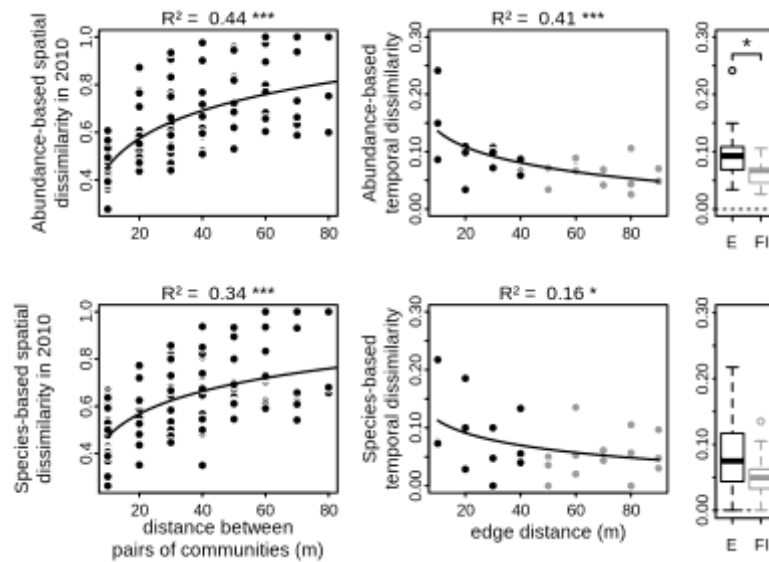 R² = 0.44 ***
R² = 0.41 ***
Abundance-based spatial
dissimilarity in 2010
0.4 0.6 0.8 1.0
20 40 60 80
Abundance-based
temporal dissimilarity
0.00 0.10 0.20 0.30
20 40 60 80
*
0.00 0.10 0.20 0.30
E FI
R² = 0.34 ***
R² = 0.16 *
Species-based spatial
dissimilarity in 2010
0.4 0.6 0.8 1.0
20 40 60 80
distance between
pairs of communities (m)
Species-based
temporal dissimilarity
0.00 0.10 0.20 0.30
20 40 60 80
edge distance (m)
0.00 0.10 0.20 0.30
E FI